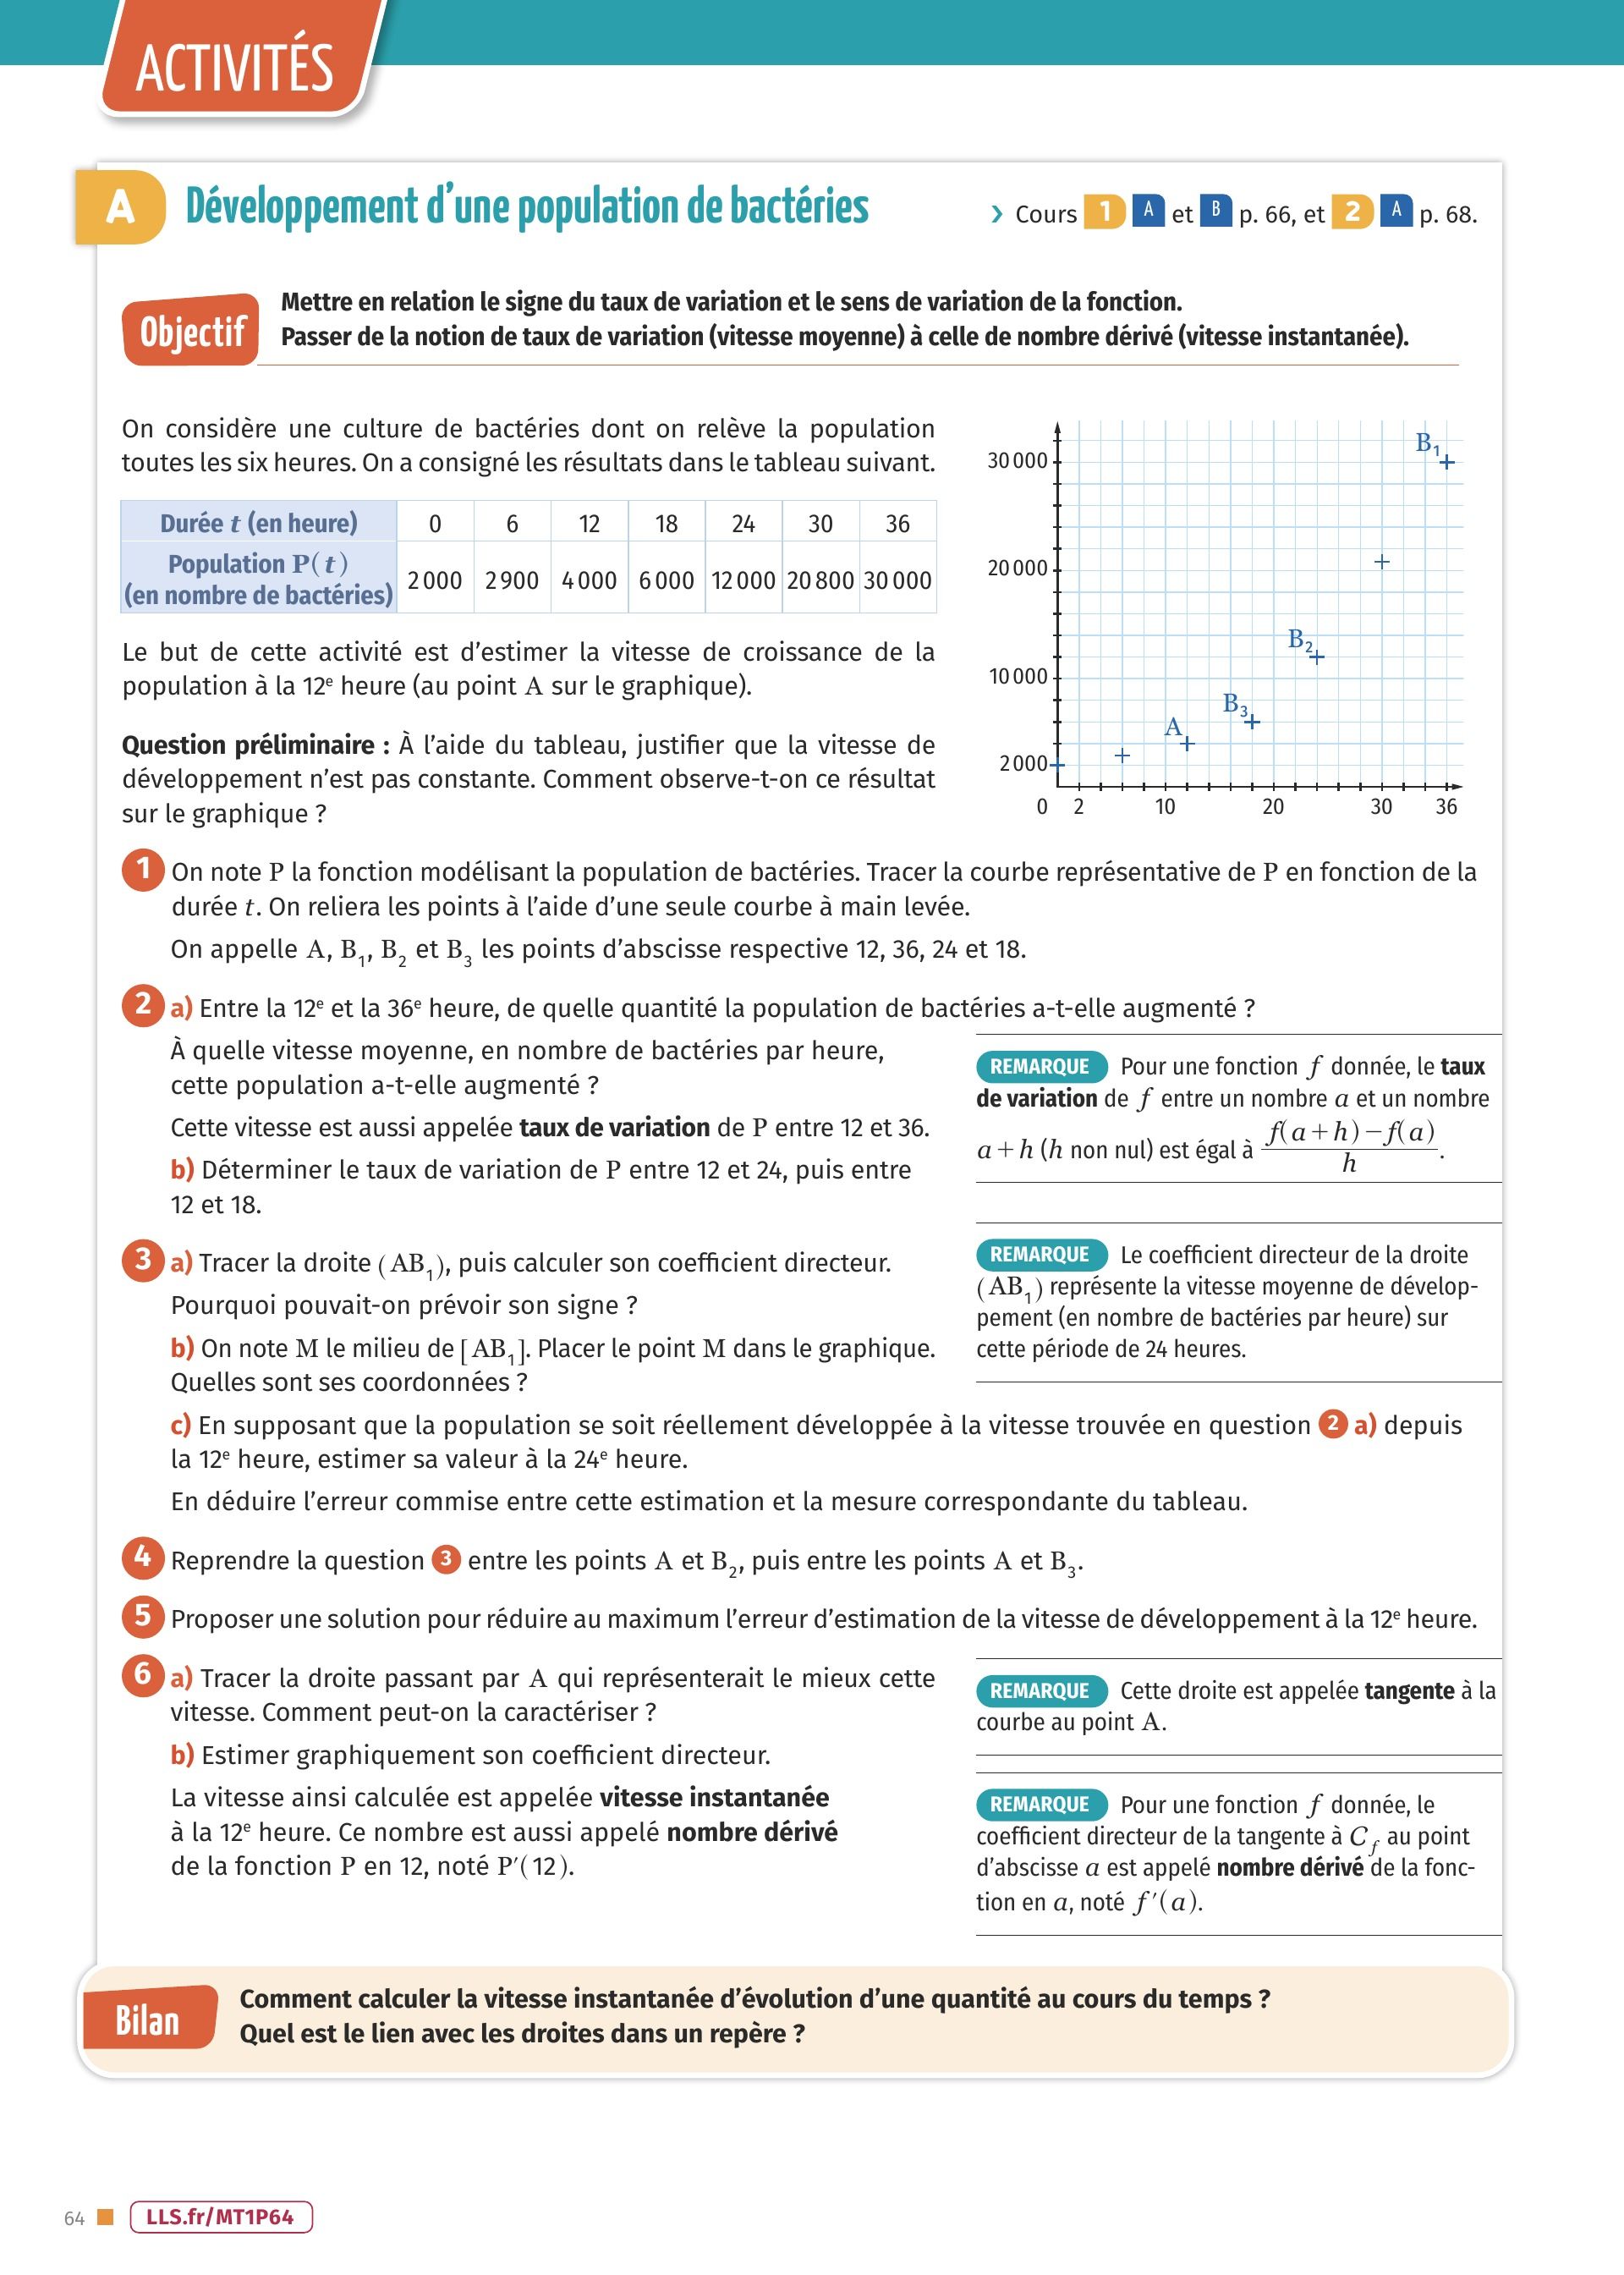 ACTIVITÉS
A Développement d'une population de bactéries › Cours 1 A et B p. 66, et 2 A p. 68.
Objectif
Mettre en relation le signe du taux de variation et le sens de variation de la fonction.
Passer de la notion de taux de variation (vitesse moyenne) à celle de nombre dérivé (vitesse instantanée).
On considère une culture de bactéries dont on relève la population
toutes les six heures. On a consigné les résultats dans le tableau suivant.
Durée t (en heure) 0 6 12 18 24 30 36
Population P(t)
(en nombre de bactéries) 2 000 2 900 4 000 6 000 12 000 20 800 30 000
Le but de cette activité est d'estimer la vitesse de croissance de la
population à la 12e heure (au point A sur le graphique).
Question préliminaire : À l'aide du tableau, justifier que la vitesse de
développement n'est pas constante. Comment observe-t-on ce résultat
sur le graphique ?
B1
30 000
20 000
B2
10 000
B3
A
2 000
0 2 10 20 30 36
1 On note P la fonction modélisant la population de bactéries. Tracer la courbe représentative de P en fonction de la
durée t. On reliera les points à l'aide d'une seule courbe à main levée.
On appelle A, B1, B2 et B3 les points d'abscisse respective 12, 36, 24 et 18.
2 a) Entre la 12e et la 36e heure, de quelle quantité la population de bactéries a-t-elle augmenté ?
À quelle vitesse moyenne, en nombre de bactéries par heure,
cette population a-t-elle augmenté ?
Cette vitesse est aussi appelée taux de variation de P entre 12 et 36.
b) Déterminer le taux de variation de P entre 12 et 24, puis entre
12 et 18.
REMARQUE Pour une fonction f donnée, le taux
de variation de f entre un nombre a et un nombre
a + h (h non nul) est égal à f(a + h) − f(a) / h.
3 a) Tracer la droite (AB1), puis calculer son coefficient directeur.
Pourquoi pouvait-on prévoir son signe ?
b) On note M le milieu de [AB1]. Placer le point M dans le graphique.
Quelles sont ses coordonnées ?
REMARQUE Le coefficient directeur de la droite
(AB1) représente la vitesse moyenne de dévelop-
pement (en nombre de bactéries par heure) sur
cette période de 24 heures.
c) En supposant que la population se soit réellement développée à la vitesse trouvée en question 2 a) depuis
la 12e heure, estimer sa valeur à la 24e heure.
En déduire l'erreur commise entre cette estimation et la mesure correspondante du tableau.
4 Reprendre la question 3 entre les points A et B2, puis entre les points A et B3.
5 Proposer une solution pour réduire au maximum l'erreur d'estimation de la vitesse de développement à la 12e heure.
6 a) Tracer la droite passant par A qui représenterait le mieux cette
vitesse. Comment peut-on la caractériser ?
b) Estimer graphiquement son coefficient directeur.
La vitesse ainsi calculée est appelée vitesse instantanée
à la 12e heure. Ce nombre est aussi appelé nombre dérivé
de la fonction P en 12, noté P′(12).
REMARQUE Cette droite est appelée tangente à la
courbe au point A.
REMARQUE Pour une fonction f donnée, le
coefficient directeur de la tangente à Cf au point
d'abscisse a est appelé nombre dérivé de la fonc-
tion en a, noté f′(a).
Bilan
Comment calculer la vitesse instantanée d'évolution d'une quantité au cours du temps ?
Quel est le lien avec les droites dans un repère ?
64 LLS.fr/MT1P64